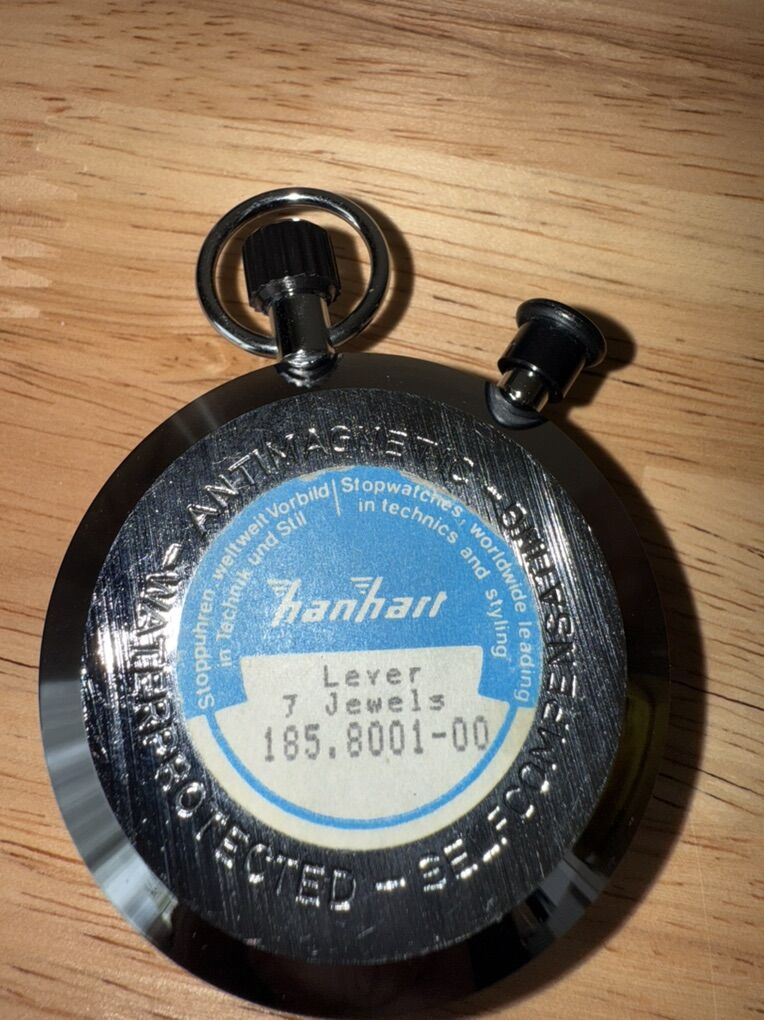 ANTIMAGNETIC - SELFCOMPENSATING - WATERPROTECTED -
Stoppuhren, weltweit Vorbild
in Technik und Stil
Stopwatches, worldwide leading
in technics and styling
hanhart
Lever
7 Jewels
185.8001-00